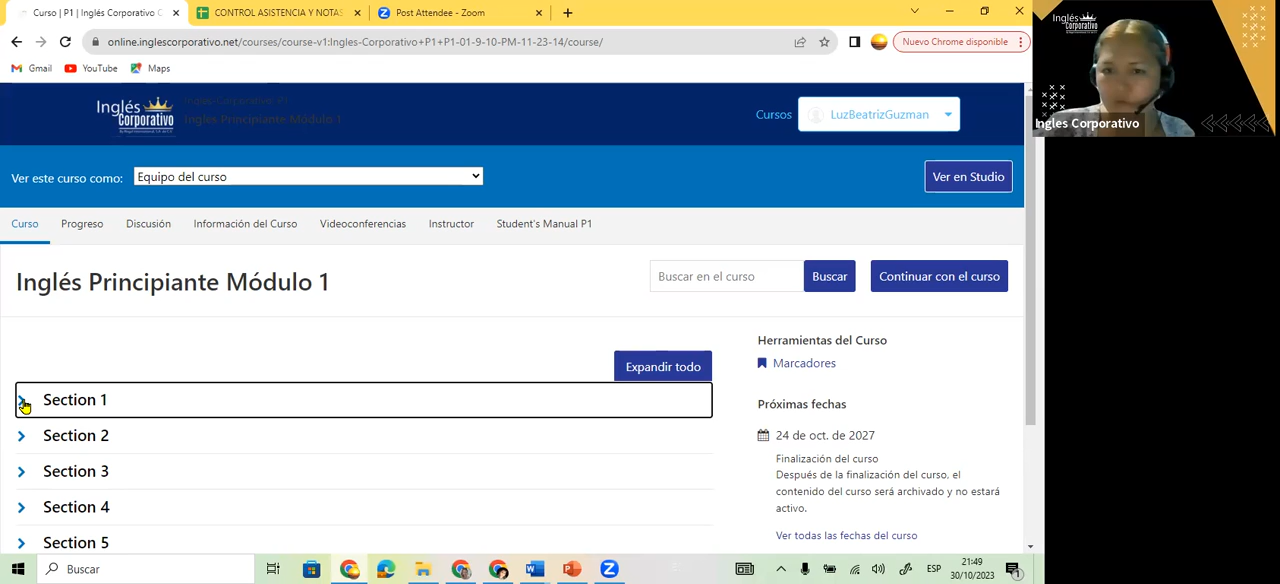 Curso | P1 | Inglés Corporativo C
CONTROL ASISTENCIA Y NOTAS
Post Attendee - Zoom
online.inglescorporativo.net/courses/course-v1:Ingles-Corporativo+P1+P1-01-9-10-PM-11-23-14/course/
Nuevo Chrome disponible
Gmail
YouTube
Maps
Inglés
Corporativo
Ingles-Corporativo: P1
Inglés Principiante Módulo 1
Cursos
LuzBeatrizGuzman
Ver este curso como:
Equipo del curso
Ver en Studio
Curso
Progreso
Discusión
Información del Curso
Videoconferencias
Instructor
Student's Manual P1
Inglés Principiante Módulo 1
Buscar en el curso
Buscar
Continuar con el curso
Expandir todo
Section 1
Section 2
Section 3
Section 4
Section 5
Herramientas del Curso
Marcadores
Próximas fechas
24 de oct. de 2027
Finalización del curso
Después de la finalización del curso, el
contenido del curso será archivado y no estará
activo.
Ver todas las fechas del curso
Inglés
Corporativo
Ingles Corporativo
Buscar
ESP
21:49
30/10/2023